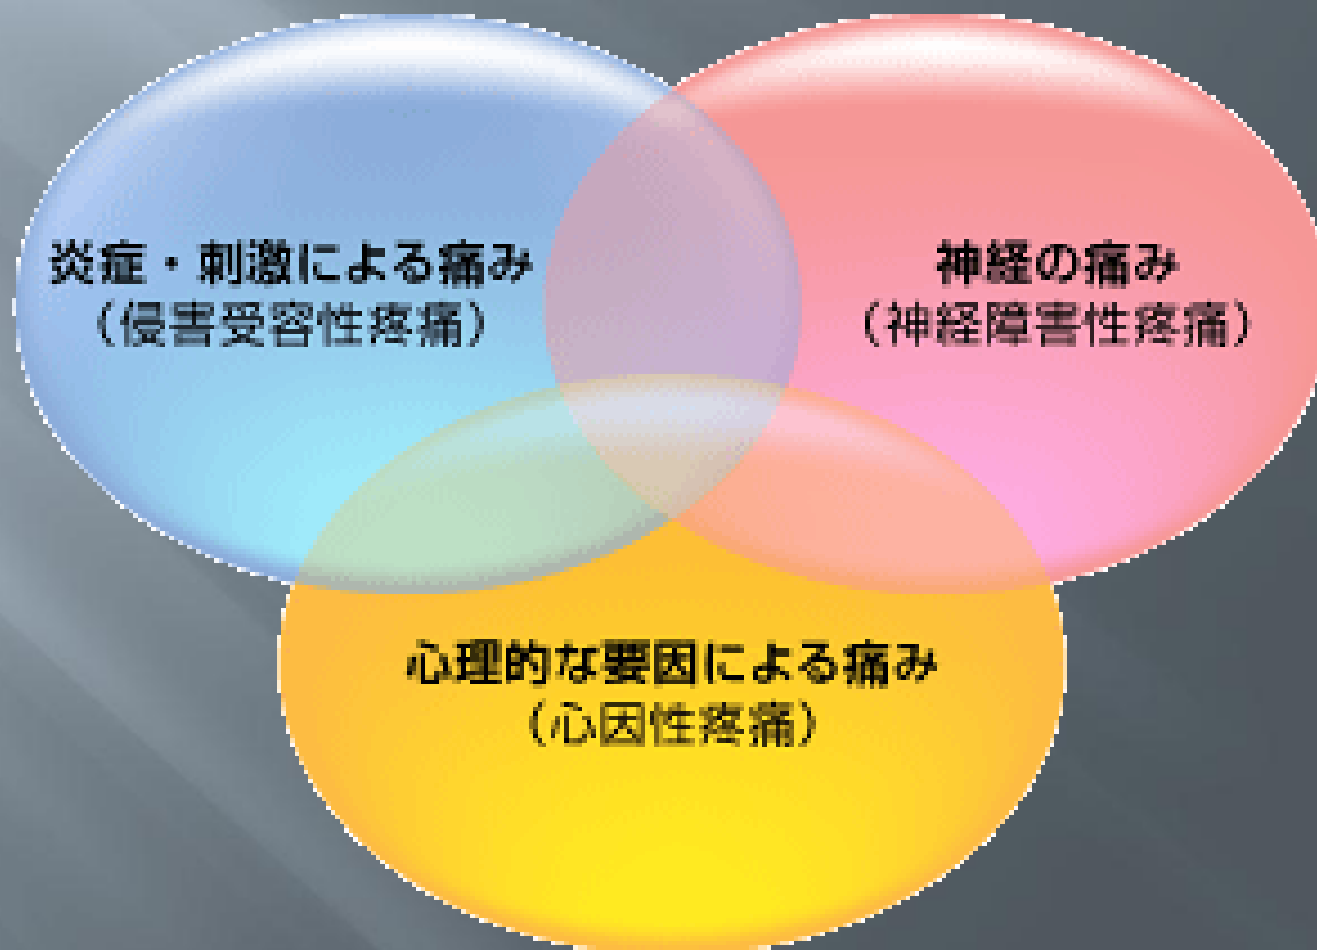 炎症・刺激による痛み
（侵害受容性疼痛）
神経の痛み
（神経障害性疼痛）
心理的な要因による痛み
（心因性疼痛）